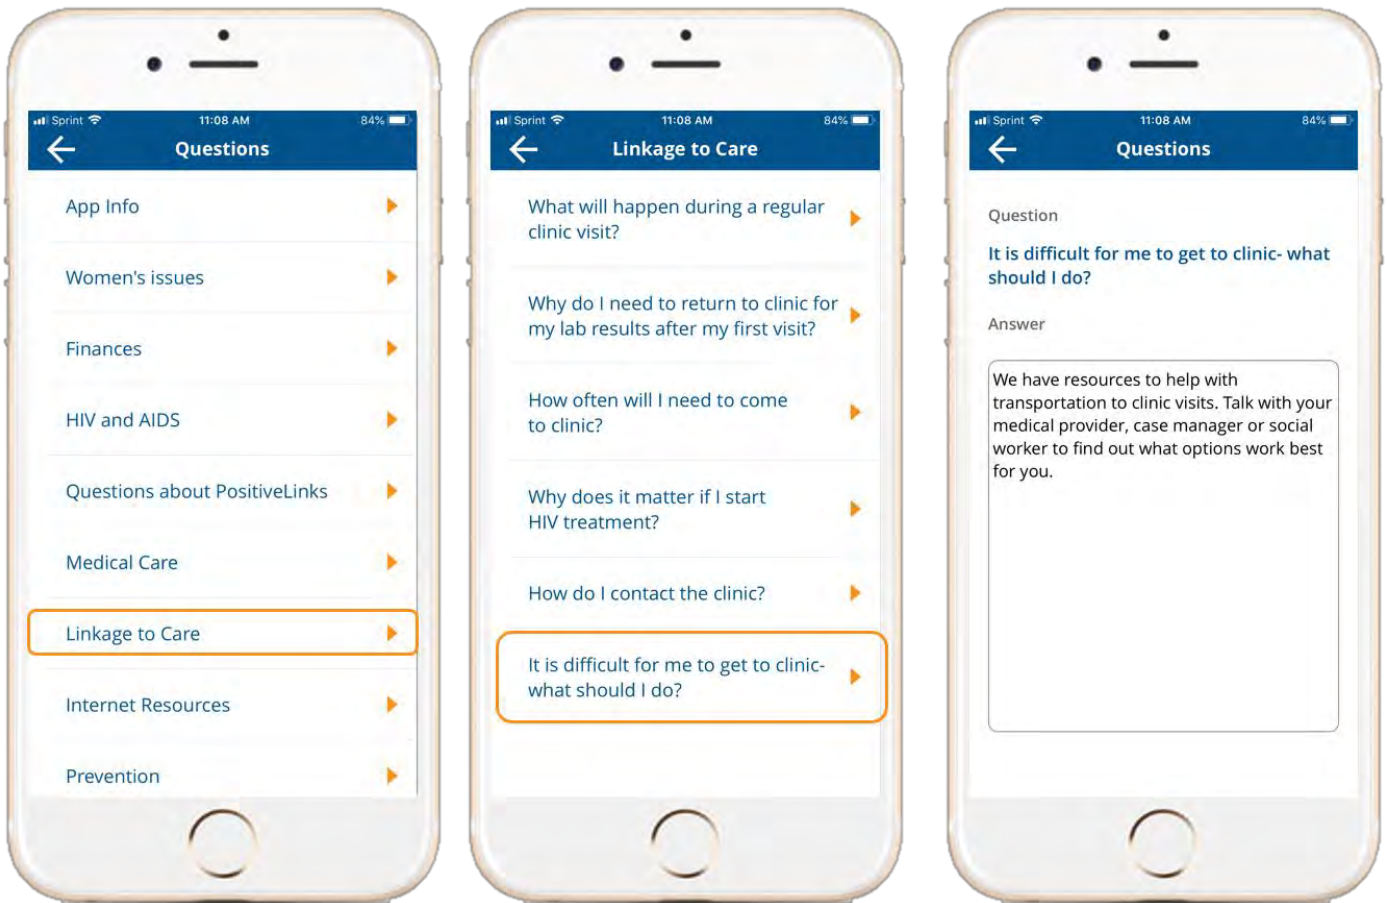 Sprint 11:08 AM 84%
Questions
App Info
Women's issues
Finances
HIV and AIDS
Questions about PositiveLinks
Medical Care
Linkage to Care
Internet Resources
Prevention
Sprint 11:08 AM 84%
Linkage to Care
What will happen during a regular
clinic visit?
Why do I need to return to clinic for
my lab results after my first visit?
How often will I need to come
to clinic?
Why does it matter if I start
HIV treatment?
How do I contact the clinic?
It is difficult for me to get to clinic-
what should I do?
Sprint 11:08 AM 84%
Questions
Question
It is difficult for me to get to clinic- what
should I do?
Answer
We have resources to help with
transportation to clinic visits. Talk with your
medical provider, case manager or social
worker to find out what options work best
for you.